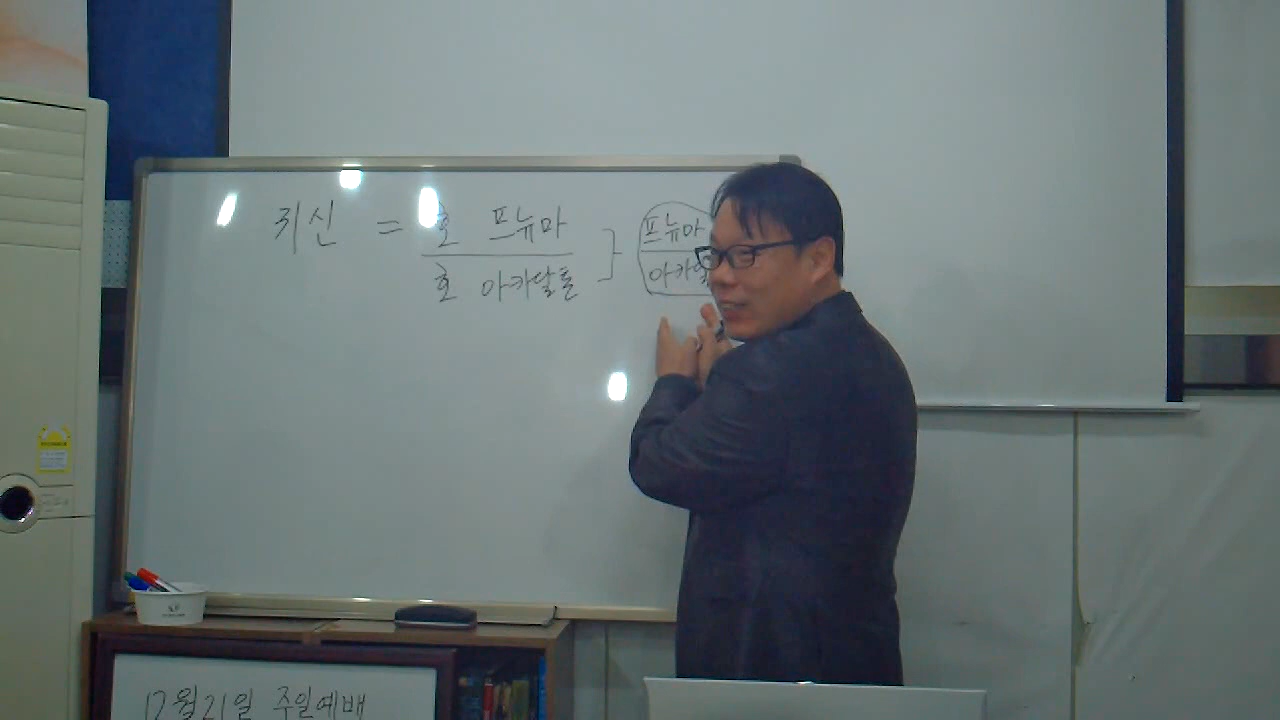 귀신 = 호 프뉴마 } 프뉴마
호 아카달톤 아카
12월21일 주일예배